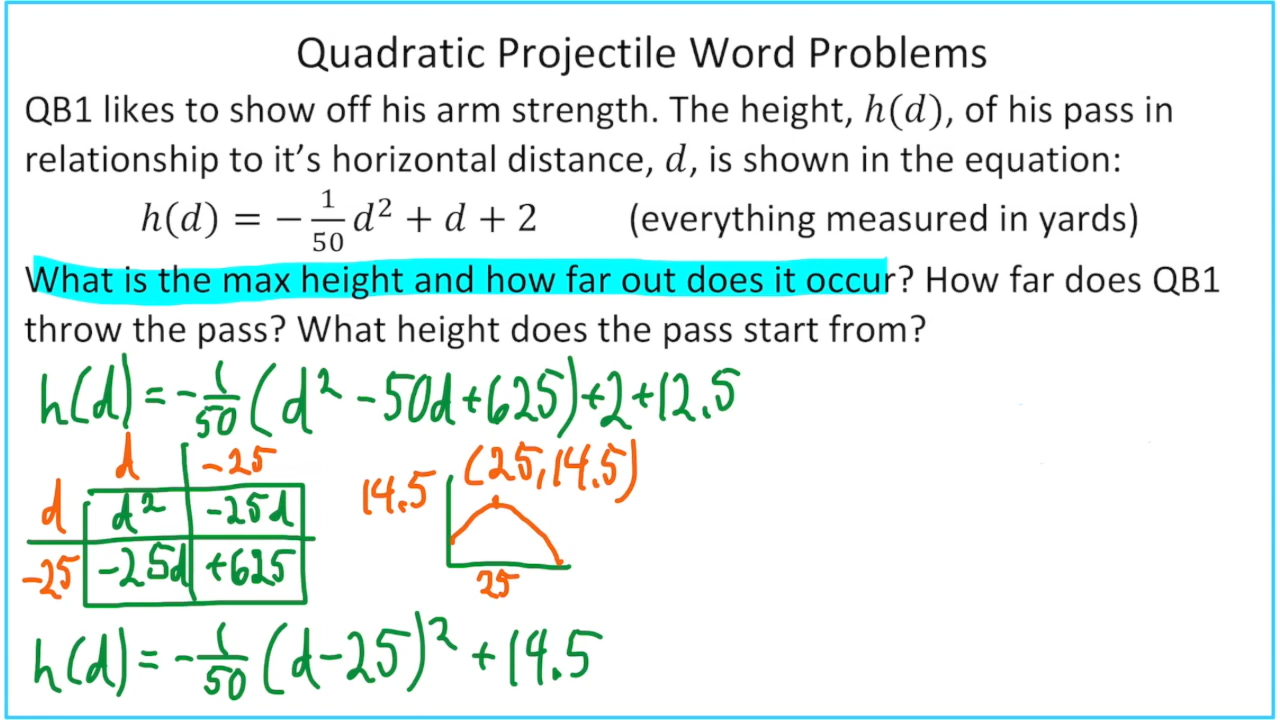 Quadratic Projectile Word Problems
QB1 likes to show off his arm strength. The height, h(d), of his pass in
relationship to it's horizontal distance, d, is shown in the equation:
h(d) = −1/50 d² + d + 2 (everything measured in yards)
What is the max height and how far out does it occur? How far does QB1
throw the pass? What height does the pass start from?
h(d) = -1/50 (d² -50d+625)+2+12.5
d -25
d d² -25d
-25 -25d +625
(25,14.5)
14.5
25
h(d) = -1/50 (d-25)² +14.5